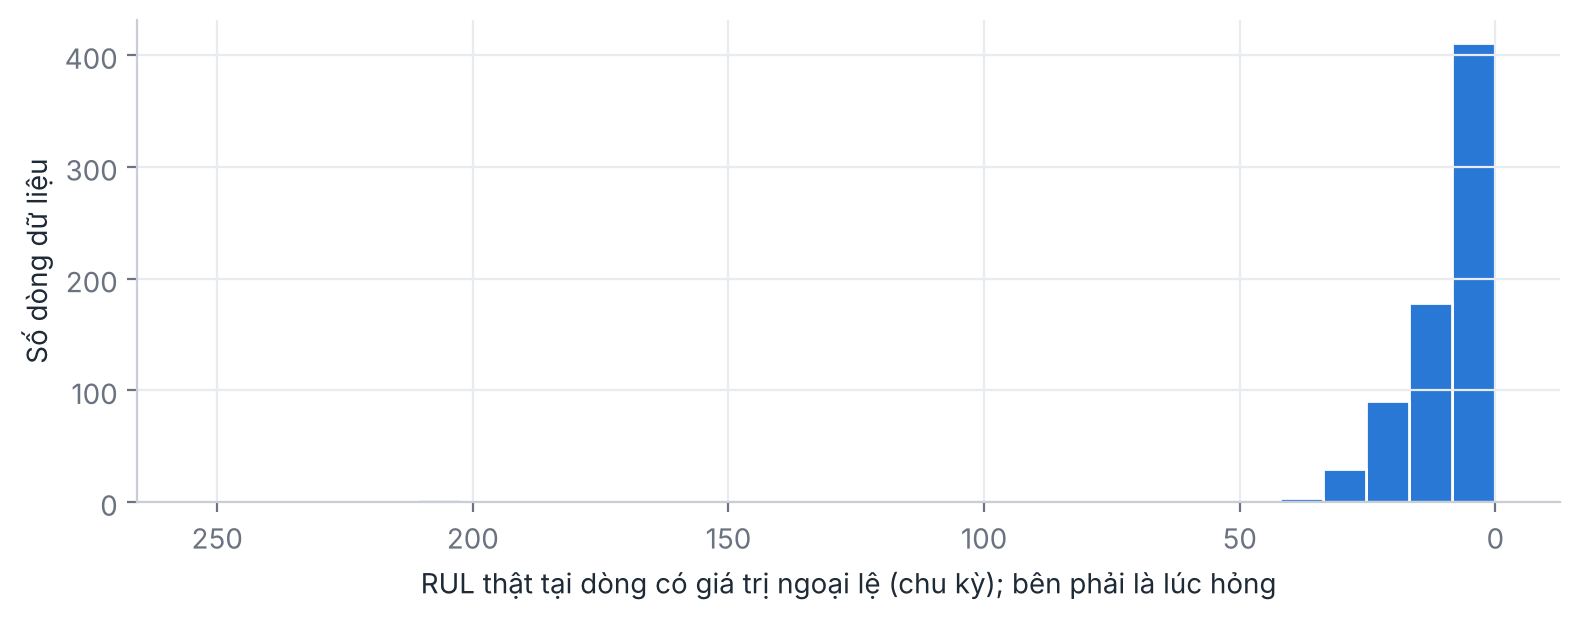 Số dòng dữ liệu
400
300
200
100
0
250 200 150 100 50 0
RUL thật tại dòng có giá trị ngoại lệ (chu kỳ); bên phải là lúc hỏng